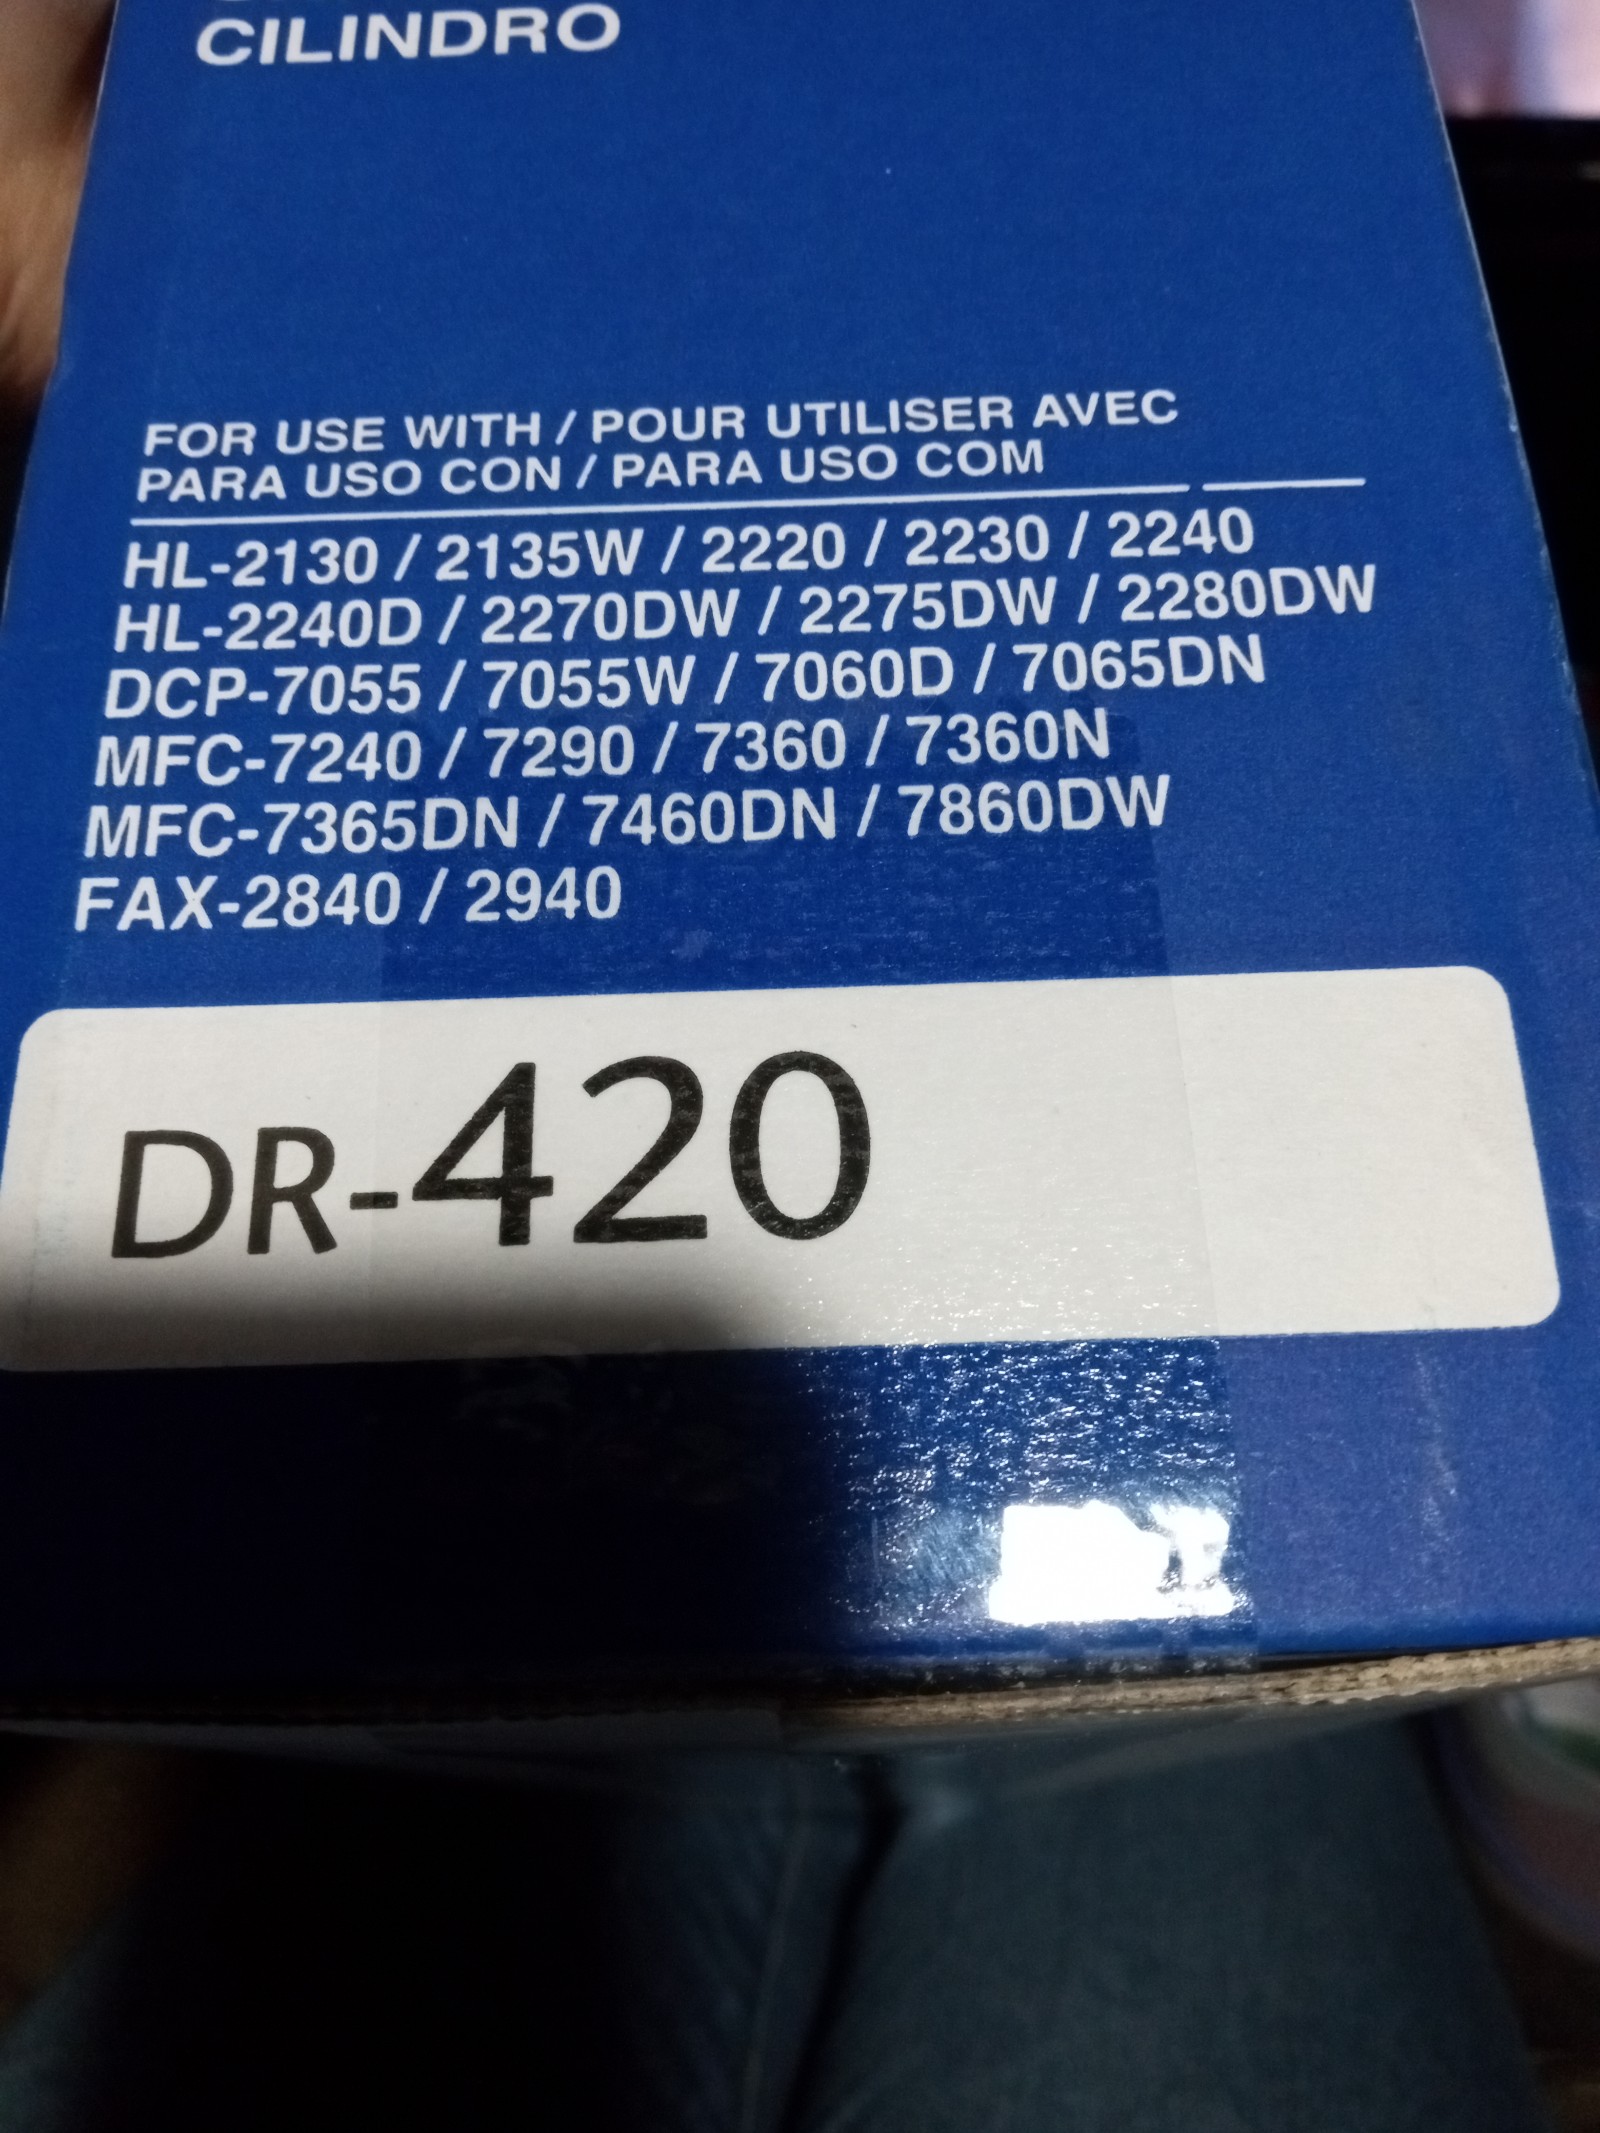 CILINDRO
FOR USE WITH / POUR UTILISER AVEC
PARA USO CON / PARA USO COM
HL-2130 / 2135W / 2220 / 2230 / 2240
HL-2240D / 2270DW / 2275DW / 2280DW
DCP-7055 / 7055W / 7060D / 7065DN
MFC-7240 / 7290 / 7360 / 7360N
MFC-7365DN / 7460DN / 7860DW
FAX-2840 / 2940
DR-420